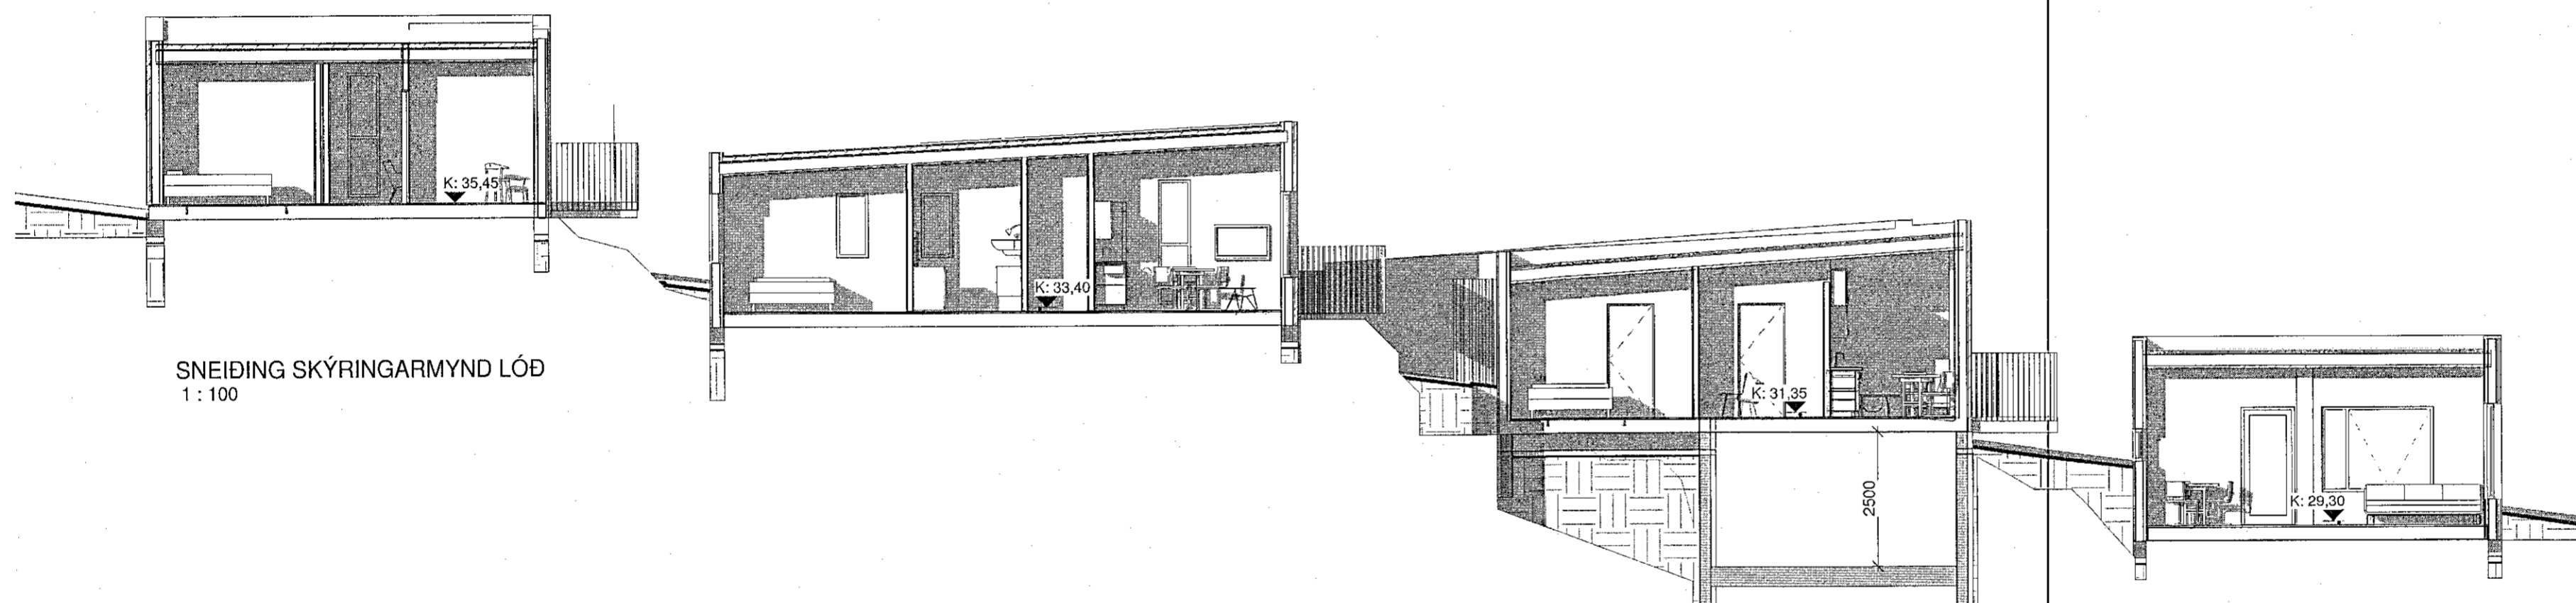 K: 35,45
K: 33,40
K: 31,35
K: 29,30
2500
SNEIÐING SKÝRINGARMYND LÓÐ
1 : 100